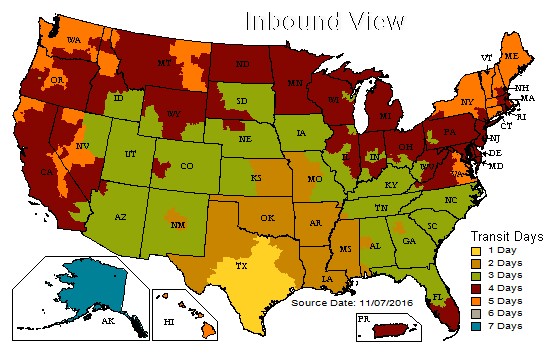 Inbound View
WA
OR
CA
NV
ID
MT
WY
UT
AZ
CO
NM
ND
SD
NE
KS
OK
TX
MN
IA
MO
AR
LA
WI
IL
MI
IN
OH
KY
TN
MS
AL
GA
FL
SC
NC
VA
WV
PA
NY
VT
ME
NH
MA
RI
CT
NJ
DE
MD
AK
HI
PR
Source Date: 11/07/2016
Transit Days
1 Day
2 Days
3 Days
4 Days
5 Days
6 Days
7 Days